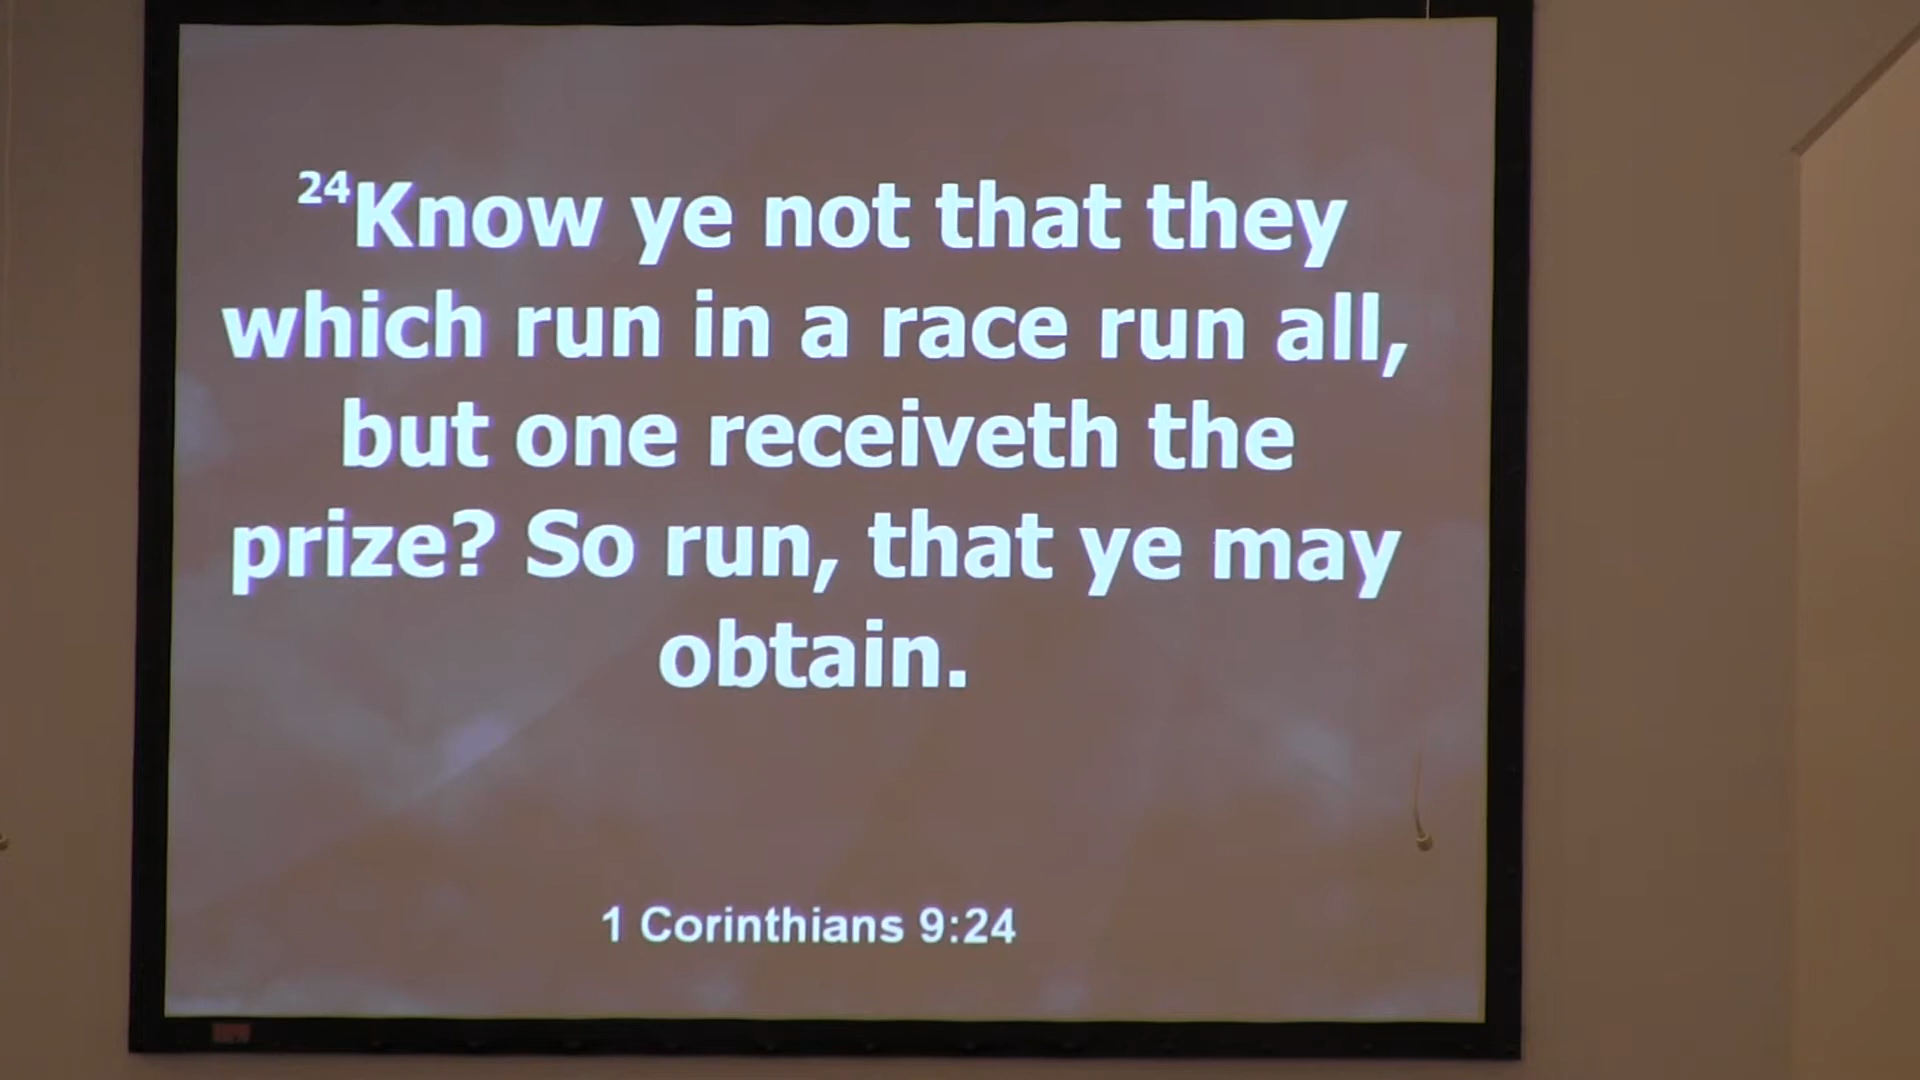 24Know ye not that they
which run in a race run all,
but one receiveth the
prize? So run, that ye may
obtain.
1 Corinthians 9:24